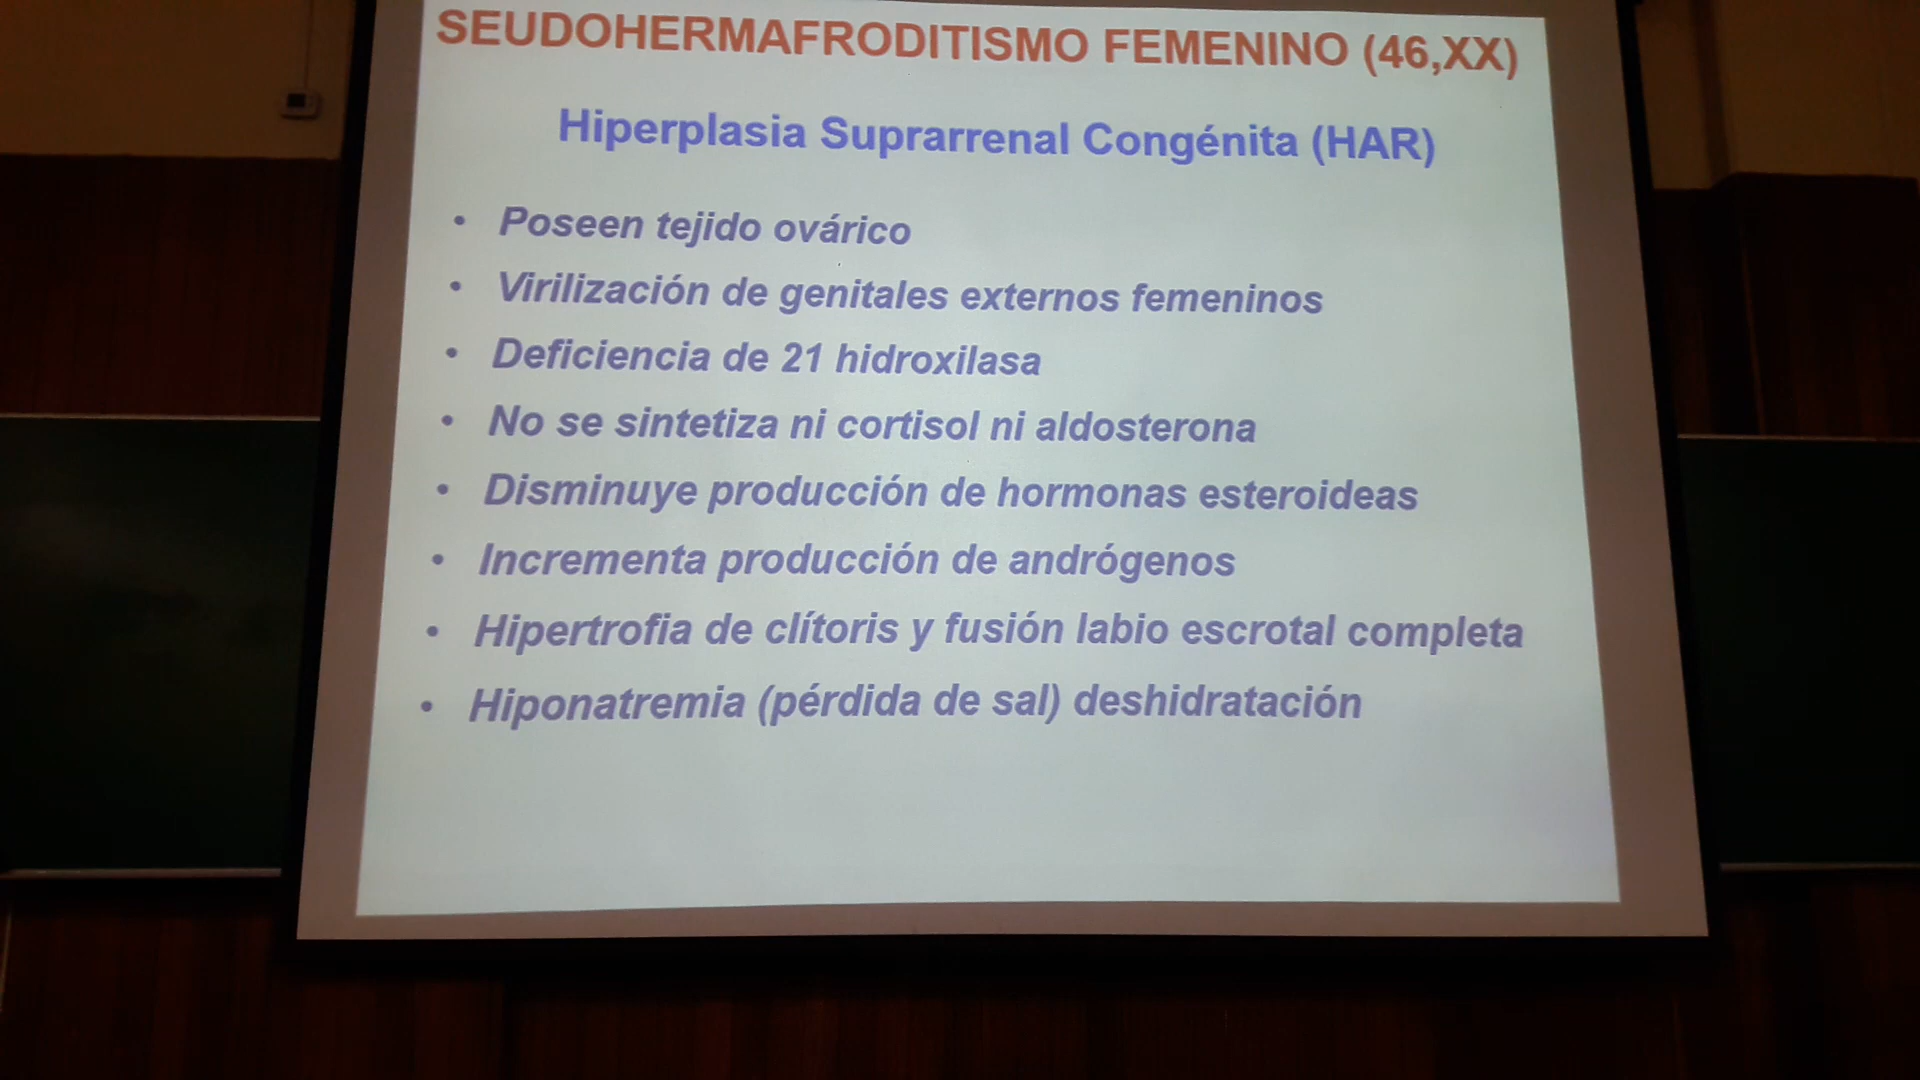 SEUDOHERMAFRODITISMO FEMENINO (46,XX)
Hiperplasia Suprarrenal Congénita (HAR)
• Poseen tejido ovárico
• Virilización de genitales externos femeninos
• Deficiencia de 21 hidroxilasa
• No se sintetiza ni cortisol ni aldosterona
• Disminuye producción de hormonas esteroideas
• Incrementa producción de andrógenos
• Hipertrofia de clítoris y fusión labio escrotal completa
• Hiponatremia (pérdida de sal) deshidratación